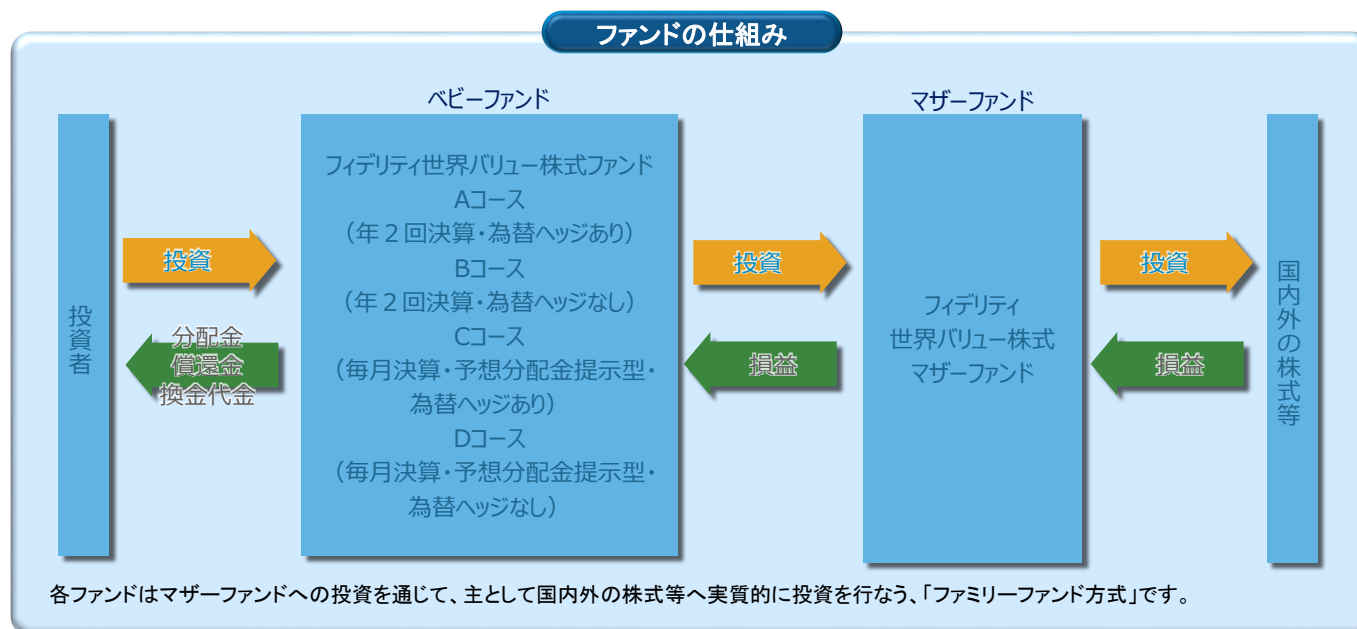 ファンドの仕組み
ベビーファンド
マザーファンド
投資者
投資
分配金
償還金
換金代金
フィデリティ世界バリュー株式ファンド
Aコース
（年２回決算・為替ヘッジあり）
Bコース
（年２回決算・為替ヘッジなし）
Cコース
（毎月決算・予想分配金提示型・
為替ヘッジあり）
Dコース
（毎月決算・予想分配金提示型・
為替ヘッジなし）
投資
損益
フィデリティ
世界バリュー株式
マザーファンド
投資
損益
国内外の株式等
各ファンドはマザーファンドへの投資を通じて、主として国内外の株式等へ実質的に投資を行なう、「ファミリーファンド方式」です。